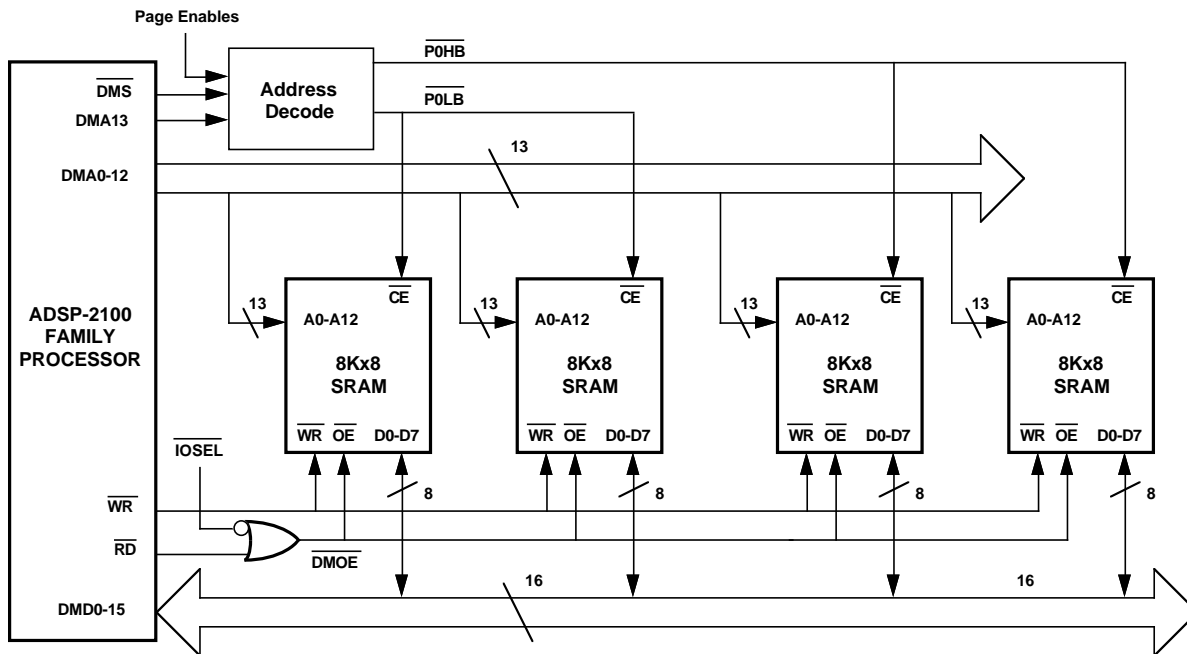 Page Enables
DMS
DMA13
DMA0-12
ADSP-2100
FAMILY
PROCESSOR
WR
RD
DMD0-15
Address
Decode
P0HB
P0LB
13
13
A0-A12
CE
8Kx8
SRAM
WR OE D0-D7
8
13
A0-A12
CE
8Kx8
SRAM
WR OE D0-D7
8
13
A0-A12
CE
8Kx8
SRAM
WR OE D0-D7
8
13
A0-A12
CE
8Kx8
SRAM
WR OE D0-D7
8
IOSEL
DMOE
16
16